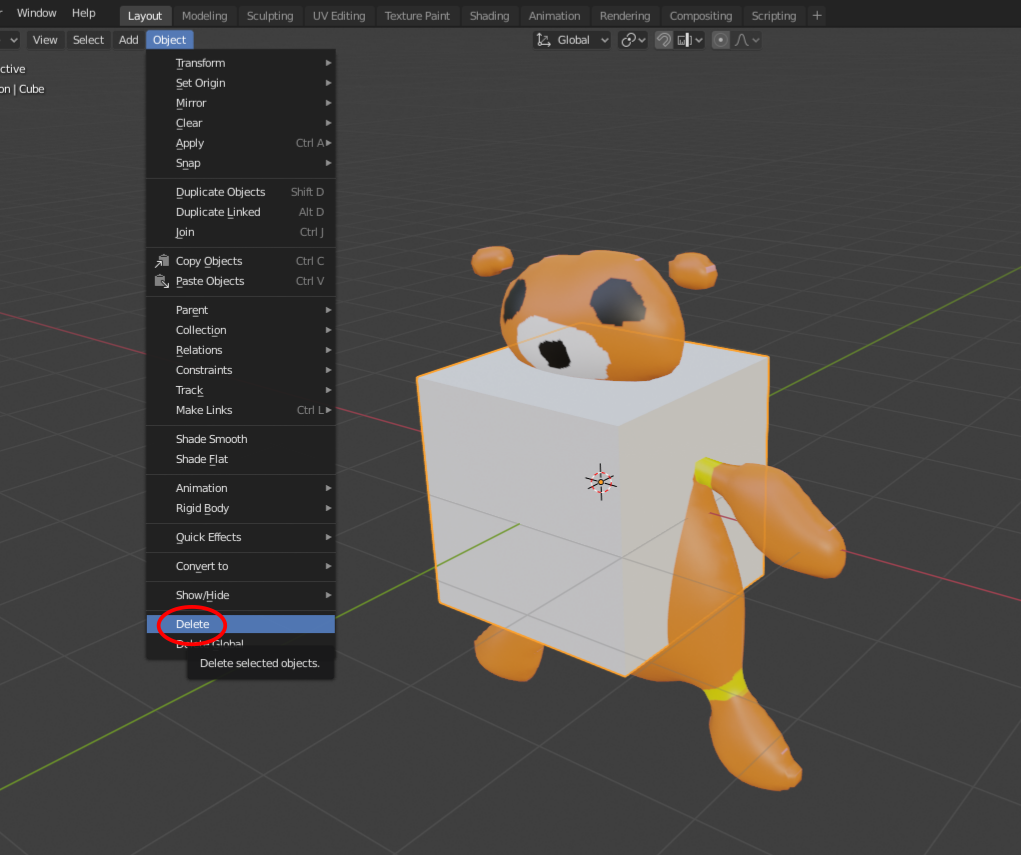 Window Help Layout Modeling Sculpting UV Editing Texture Paint Shading Animation Rendering Compositing Scripting +
View Select Add Object Global
ctive
on | Cube
Transform
Set Origin
Mirror
Clear
Apply Ctrl A
Snap
Duplicate Objects Shift D
Duplicate Linked Alt D
Join Ctrl J
Copy Objects Ctrl C
Paste Objects Ctrl V
Parent
Collection
Relations
Constraints
Track
Make Links Ctrl L
Shade Smooth
Shade Flat
Animation
Rigid Body
Quick Effects
Convert to
Show/Hide
Delete
Delete Global
Delete selected objects.